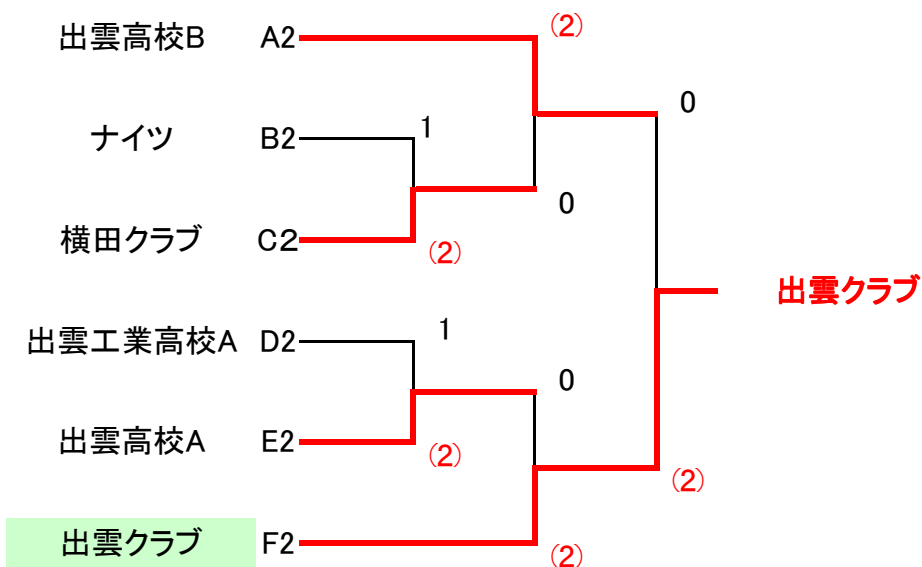 出雲高校B A2 (2)
0
ナイツ B2 1
0
横田クラブ C2 (2)
出雲クラブ
出雲工業高校A D2 1
0
出雲高校A E2 (2)
(2)
出雲クラブ F2 (2)